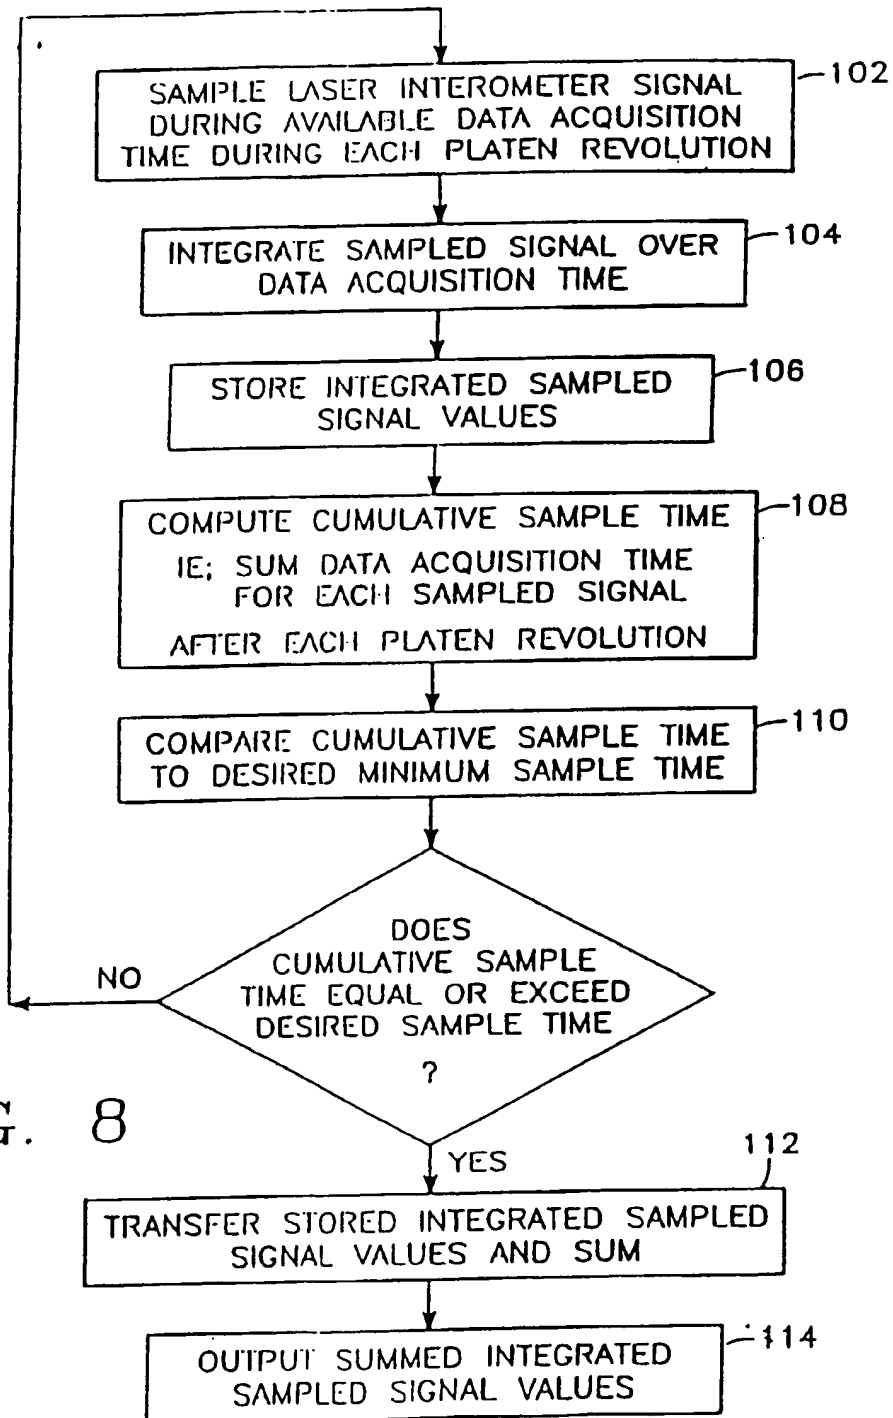 SAMPLE LASER INTEROMETER SIGNAL
DURING AVAILABLE DATA ACQUISITION
TIME DURING EACH PLATEN REVOLUTION
102
INTEGRATE SAMPLED SIGNAL OVER
DATA ACQUISITION TIME
104
STORE INTEGRATED SAMPLED
SIGNAL VALUES
106
COMPUTE CUMULATIVE SAMPLE TIME
IE; SUM DATA ACQUISITION TIME
FOR EACH SAMPLED SIGNAL
AFTER EACH PLATEN REVOLUTION
108
COMPARE CUMULATIVE SAMPLE TIME
TO DESIRED MINIMUM SAMPLE TIME
110
DOES
CUMULATIVE SAMPLE
TIME EQUAL OR EXCEED
DESIRED SAMPLE TIME
?
NO
G. 8
YES
112
TRANSFER STORED INTEGRATED SAMPLED
SIGNAL VALUES AND SUM
OUTPUT SUMMED INTEGRATED
SAMPLED SIGNAL VALUES
114